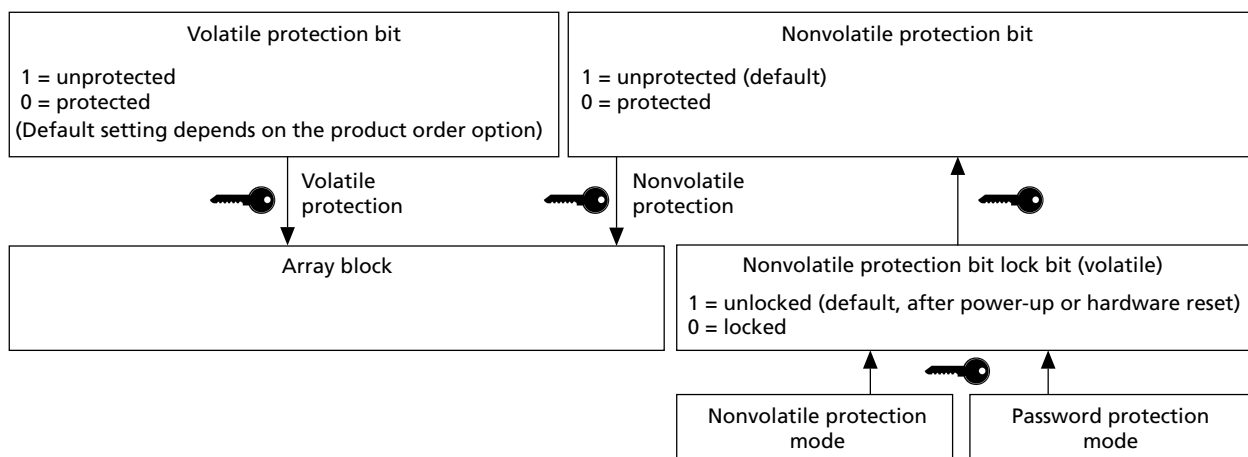 Volatile protection bit
1 = unprotected
0 = protected
(Default setting depends on the product order option)
Nonvolatile protection bit
1 = unprotected (default)
0 = protected
Volatile
protection
Nonvolatile
protection
Array block
Nonvolatile protection bit lock bit (volatile)
1 = unlocked (default, after power-up or hardware reset)
0 = locked
Nonvolatile protection
mode
Password protection
mode